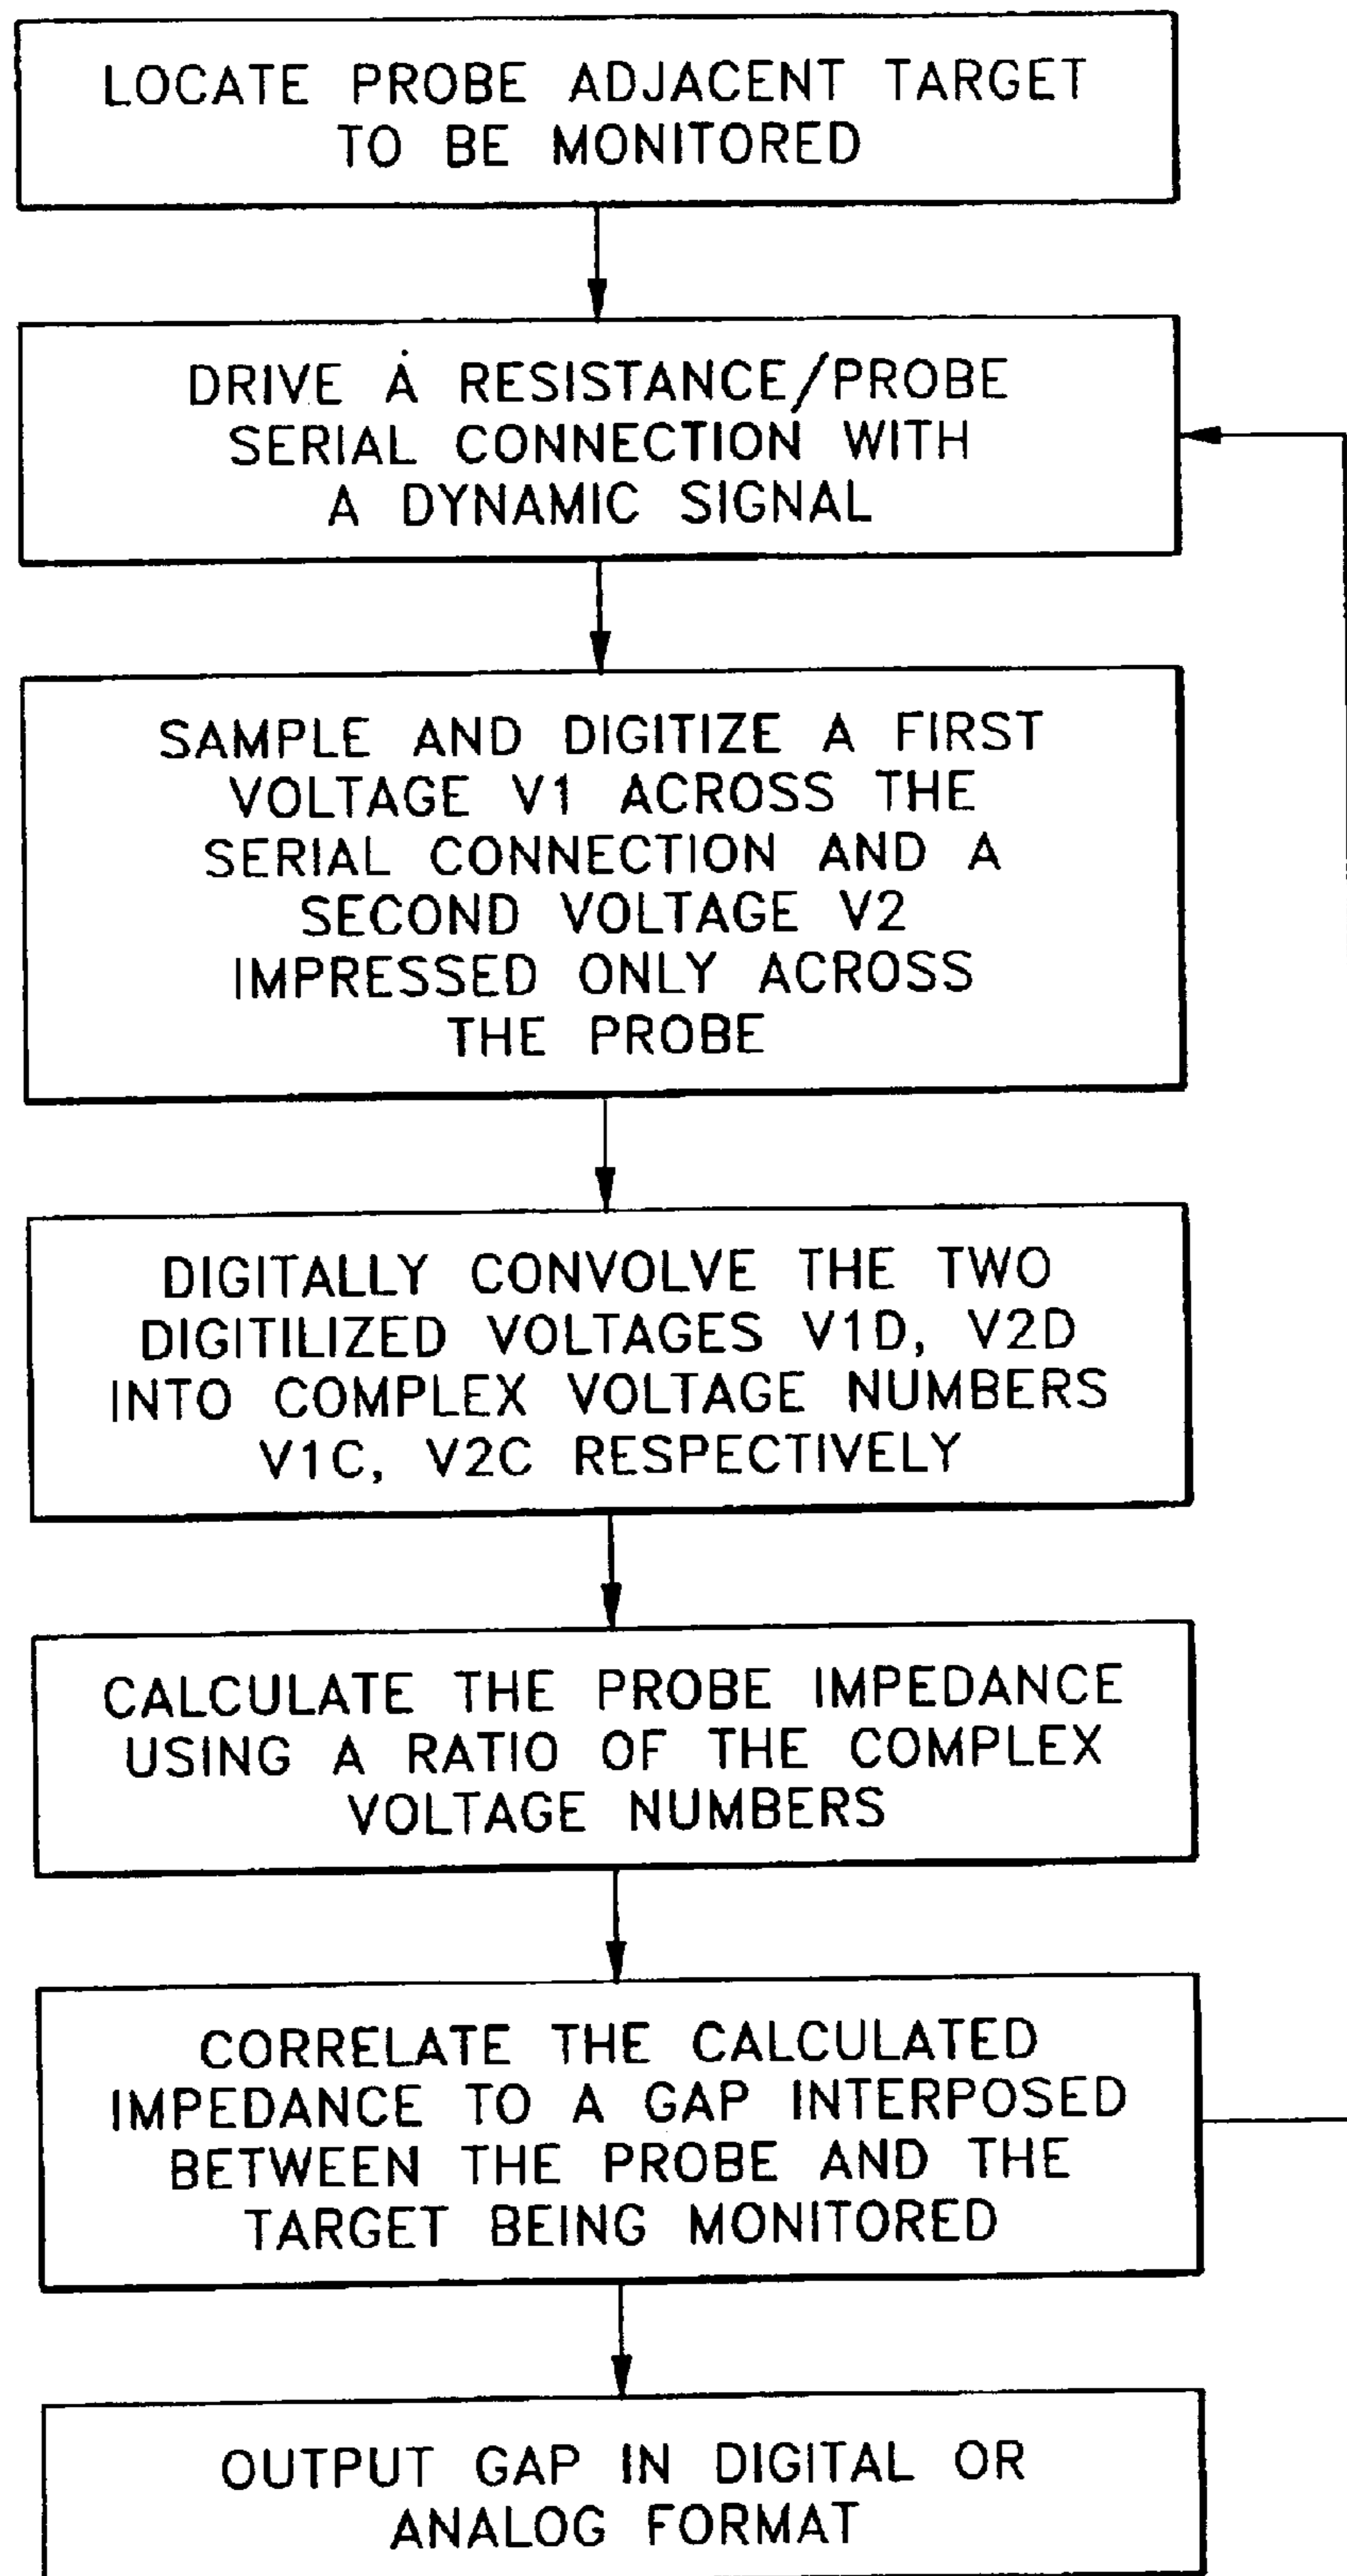 LOCATE PROBE ADJACENT TARGET
TO BE MONITORED
DRIVE A RESISTANCE/PROBE
SERIAL CONNECTION WITH
A DYNAMIC SIGNAL
SAMPLE AND DIGITIZE A FIRST
VOLTAGE V1 ACROSS THE
SERIAL CONNECTION AND A
SECOND VOLTAGE V2
IMPRESSED ONLY ACROSS
THE PROBE
DIGITALLY CONVOLVE THE TWO
DIGITILIZED VOLTAGES V1D, V2D
INTO COMPLEX VOLTAGE NUMBERS
V1C, V2C RESPECTIVELY
CALCULATE THE PROBE IMPEDANCE
USING A RATIO OF THE COMPLEX
VOLTAGE NUMBERS
CORRELATE THE CALCULATED
IMPEDANCE TO A GAP INTERPOSED
BETWEEN THE PROBE AND THE
TARGET BEING MONITORED
OUTPUT GAP IN DIGITAL OR
ANALOG FORMAT